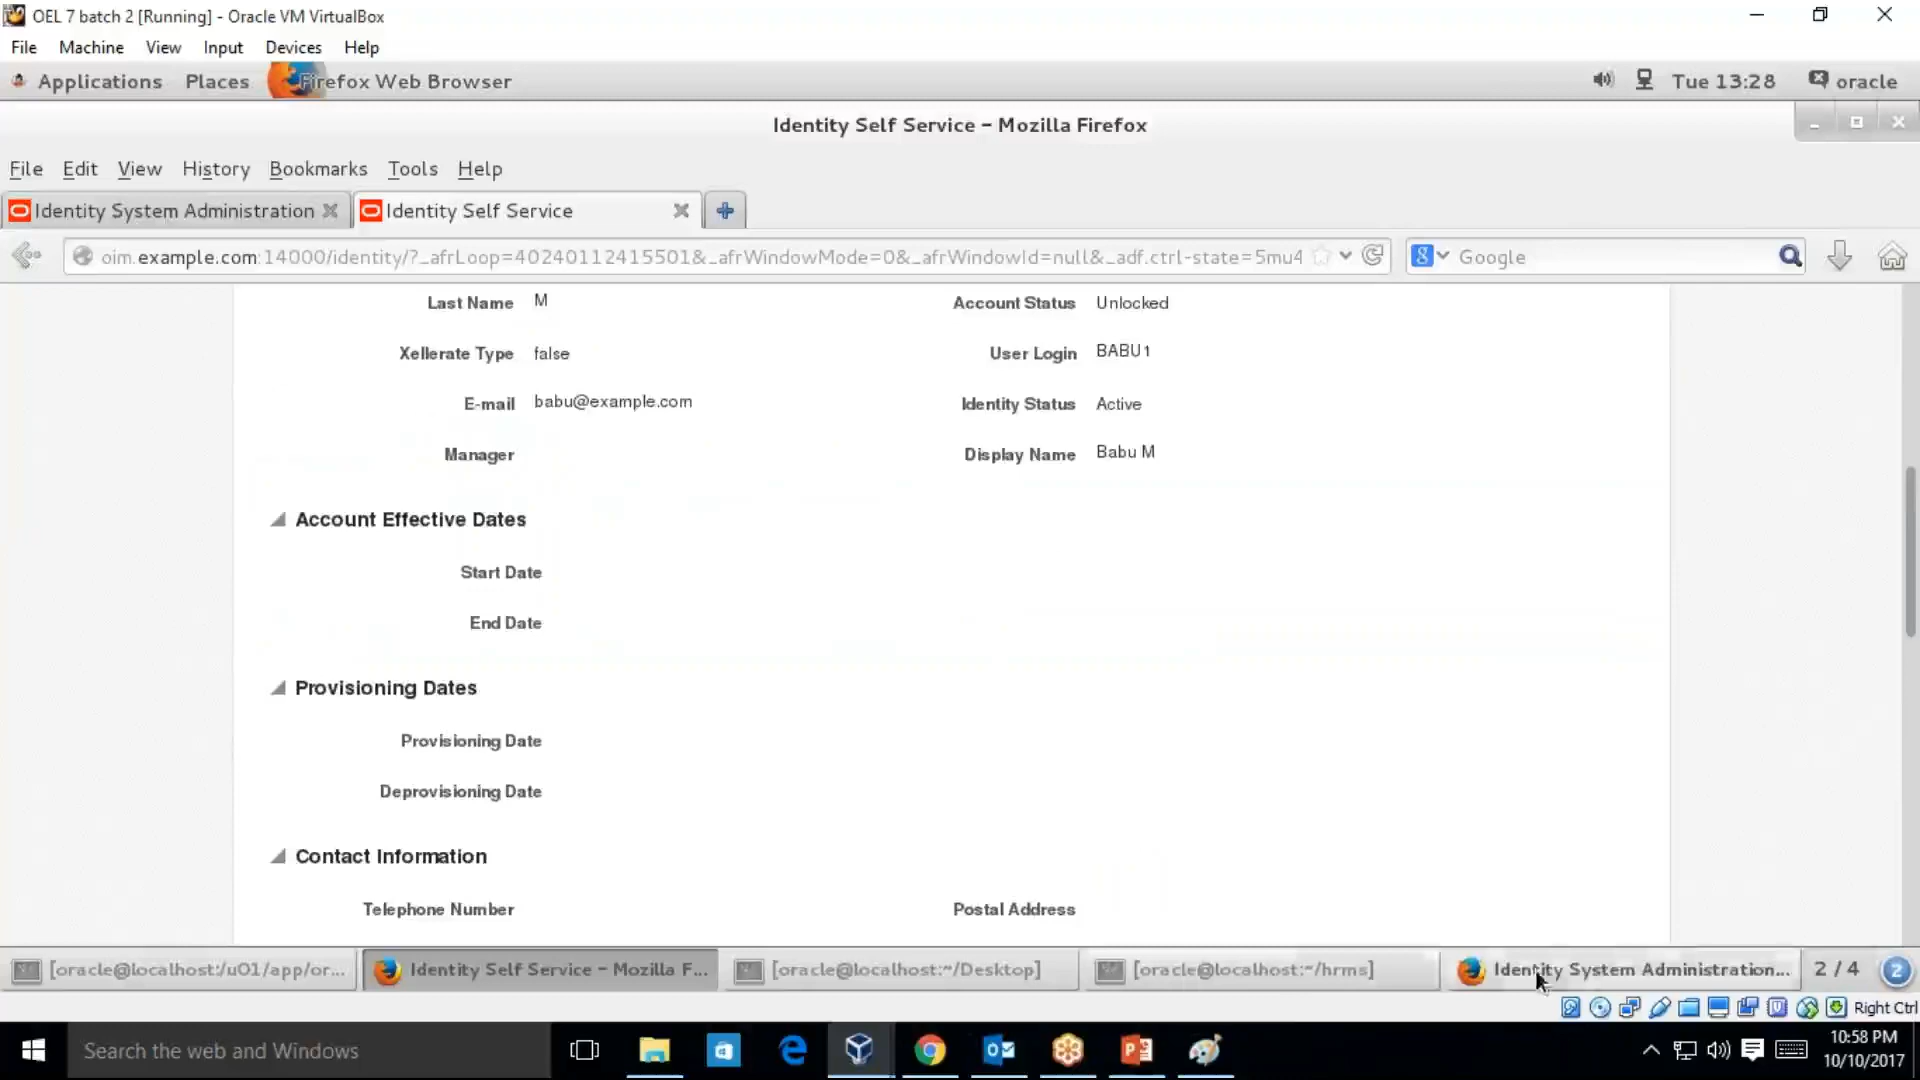 OEL 7 batch 2 [Running] - Oracle VM VirtualBox
File Machine View Input Devices Help
Applications Places Firefox Web Browser Tue 13:28 oracle
Identity Self Service - Mozilla Firefox
File Edit View History Bookmarks Tools Help
Identity System Administration Identity Self Service
oim.example.com:14000/identity/?_afrLoop=402401124155501&_afrWindowMode=0&_afrWindowId=null&_adf.ctrl-state=5mu4 8 Google
Last Name M Account Status Unlocked
Xellerate Type false User Login BABU1
E-mail babu@example.com Identity Status Active
Manager Display Name Babu M
Account Effective Dates
Start Date
End Date
Provisioning Dates
Provisioning Date
Deprovisioning Date
Contact Information
Telephone Number Postal Address
[oracle@localhost:/u01/app/or... Identity Self Service - Mozilla F... [oracle@localhost:~/Desktop] [oracle@localhost:~/hrms] Identity System Administration... 2 / 4 2
Right Ctrl
Search the web and Windows 10:58 PM
10/10/2017